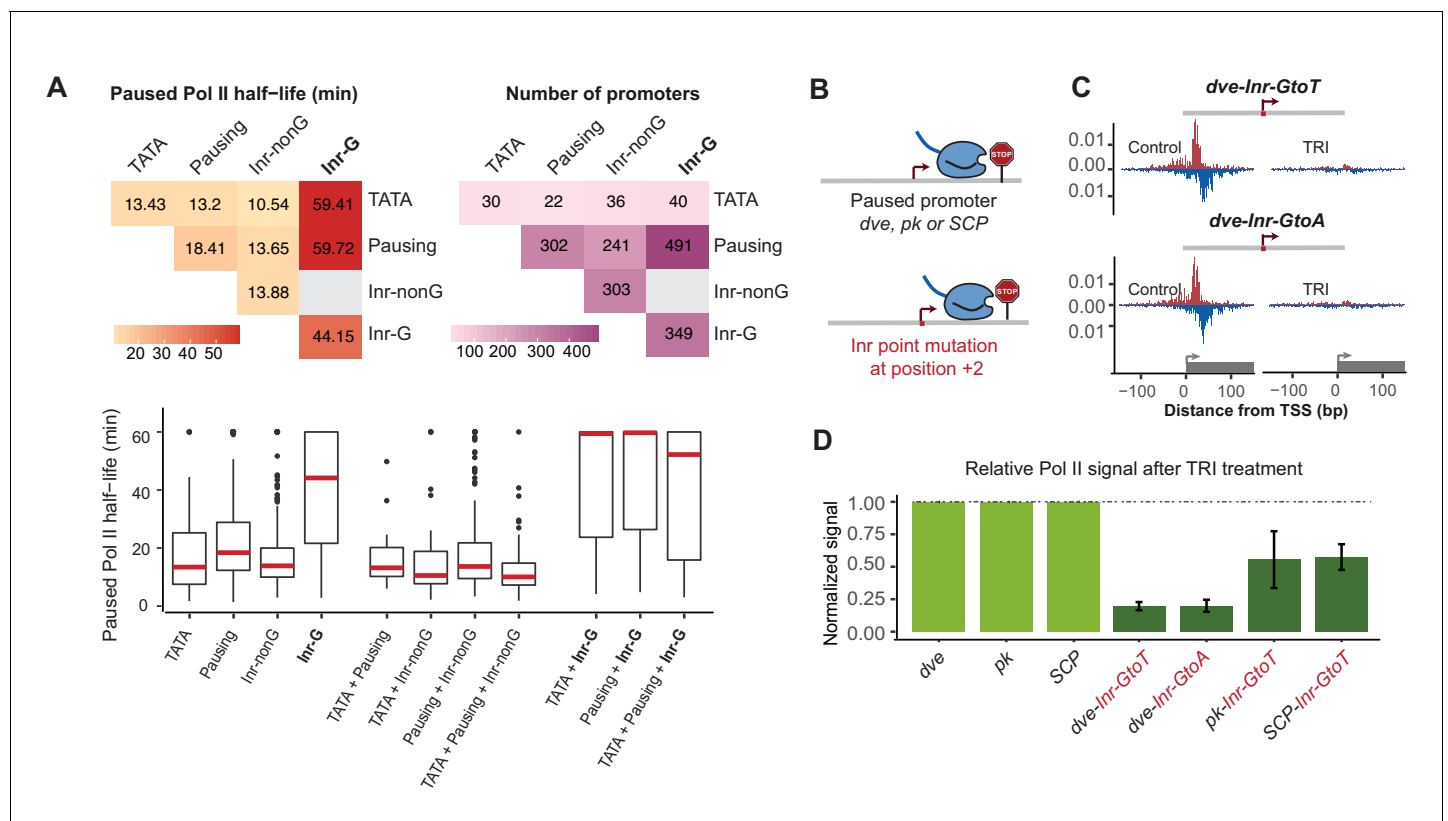 A
Paused Pol II half−life (min)
TATA
Pausing
Inr-nonG
Inr-G
13.43 13.2 10.54 59.41 TATA
18.41 13.65 59.72 Pausing
13.88 Inr-nonG
44.15 Inr-G
20 30 40 50
Number of promoters
TATA
Pausing
Inr-nonG
Inr-G
30 22 36 40 TATA
302 241 491 Pausing
303 Inr-nonG
349 Inr-G
100 200 300 400
Paused Pol II half−life (min)
60
40
20
0
TATA
Pausing
Inr-nonG
Inr-G
TATA + Pausing
TATA + Inr-nonG
Pausing + Inr-nonG
TATA + Pausing + Inr-nonG
TATA + Inr-G
Pausing + Inr-G
TATA + Pausing + Inr-G
B
STOP
Paused promoter
dve, pk or SCP
STOP
Inr point mutation
at position +2
C
dve-Inr-GtoT
0.01
0.00
0.01
Control
TRI
dve-Inr-GtoA
0.01
0.00
0.01
Control
TRI
−100 0 100
−100 0 100
Distance from TSS (bp)
D
Relative Pol II signal after TRI treatment
Normalized signal
1.00
0.75
0.50
0.25
0.00
dve
pk
SCP
dve-Inr-GtoT
dve-Inr-GtoA
pk-Inr-GtoT
SCP-Inr-GtoT